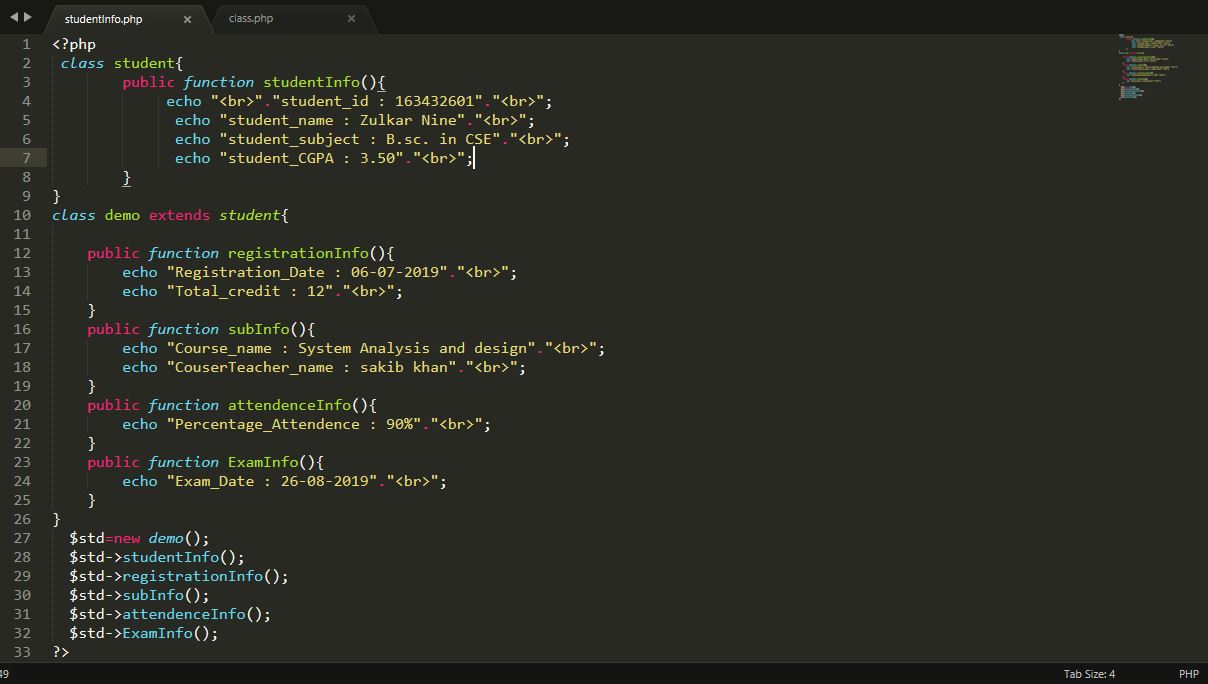 studentInfo.php × class.php ×
1 <?php
2  class student{
3         public function studentInfo(){
4              echo "<br>"."student_id : 163432601"."<br>";
5               echo "student_name : Zulkar Nine"."<br>";
6               echo "student_subject : B.sc. in CSE"."<br>";
7               echo "student_CGPA : 3.50"."<br>";
8         }
9 }
10 class demo extends student{
11
12     public function registrationInfo(){
13         echo "Registration_Date : 06-07-2019"."<br>";
14         echo "Total_credit : 12"."<br>";
15     }
16     public function subInfo(){
17         echo "Course_name : System Analysis and design"."<br>";
18         echo "CouserTeacher_name : sakib khan"."<br>";
19     }
20     public function attendenceInfo(){
21         echo "Percentage_Attendence : 90%"."<br>";
22     }
23     public function ExamInfo(){
24         echo "Exam_Date : 26-08-2019"."<br>";
25     }
26 }
27   $std=new demo();
28   $std->studentInfo();
29   $std->registrationInfo();
30   $std->subInfo();
31   $std->attendenceInfo();
32   $std->ExamInfo();
33 ?>
49 Tab Size: 4 PHP